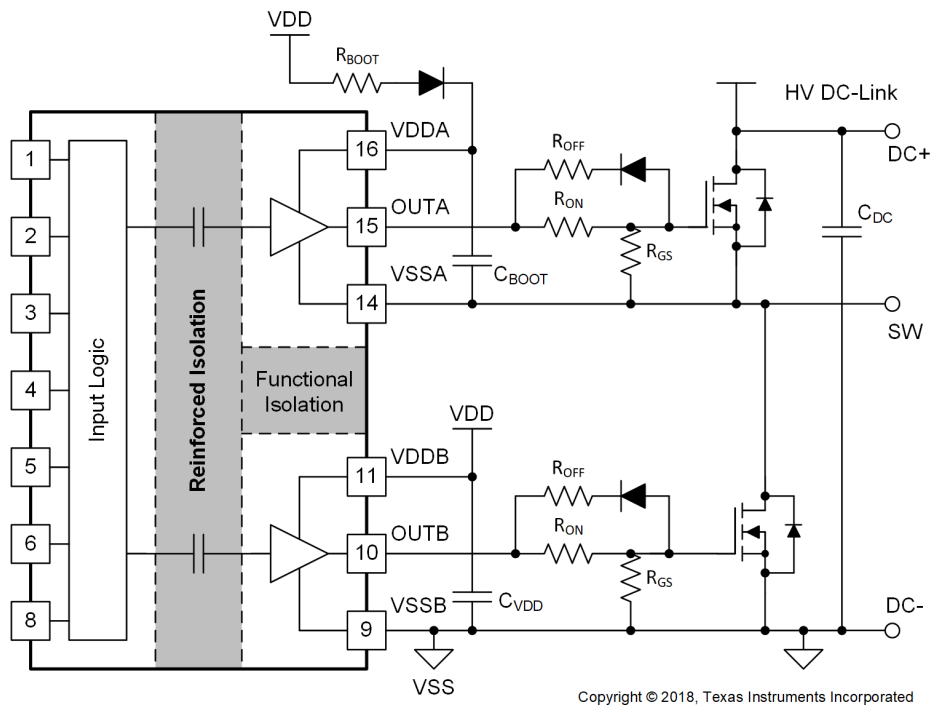 VDD
RBOOT
HV DC-Link
DC+
VDDA
16
1
ROFF
OUTA
15
RON
2
CDC
RGS
VSSA
CBOOT
14
3
SW
Input Logic
Reinforced Isolation
Functional
Isolation
4
VDD
VDDB
11
5
ROFF
OUTB
10
RON
6
RGS
VSSB
CVDD
9
8
DC-
VSS
Copyright © 2018, Texas Instruments Incorporated